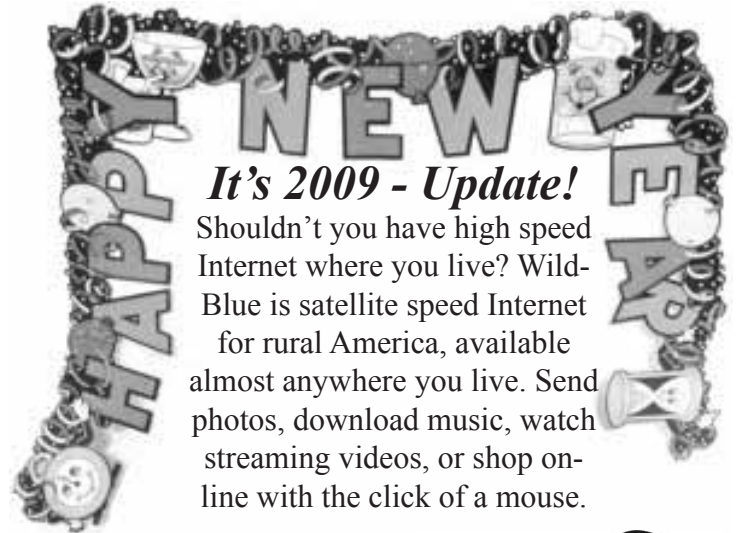 HAPPY NEW YEAR!
It's 2009 - Update!
Shouldn't you have high speed
Internet where you live? Wild-
Blue is satellite speed Internet
for rural America, available
almost anywhere you live. Send
photos, download music, watch
streaming videos, or shop on-
line with the click of a mouse.